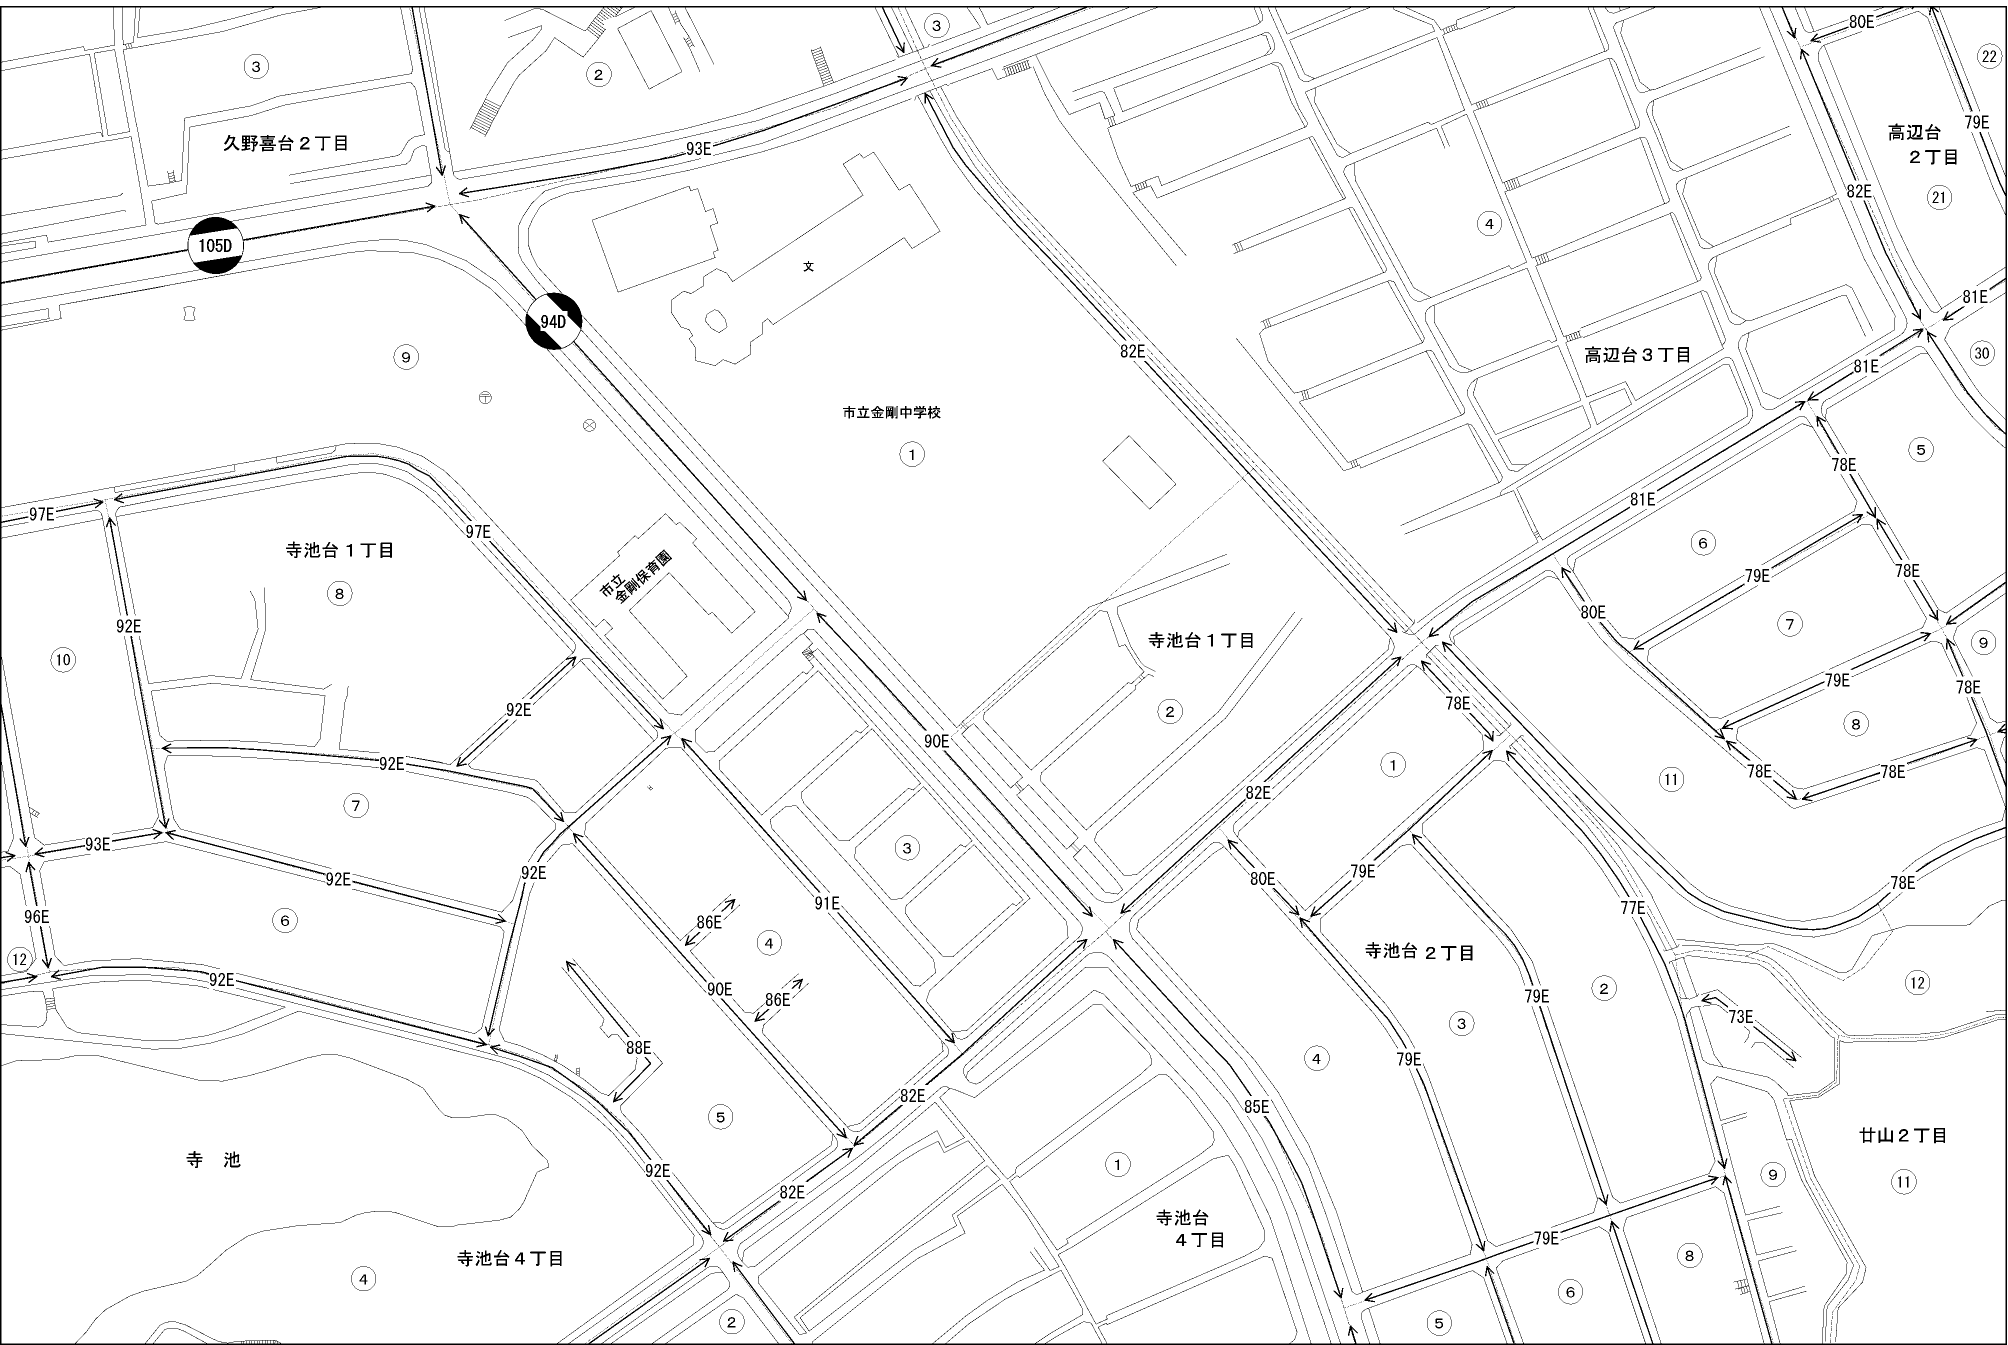 80E
③
③
②
22
79E
久野喜台２丁目
93E
高辺台
２丁目
82E
21
④
105D
文
81E
94D
82E
高辺台３丁目
30
⑨
81E
〒
市立金剛中学校
①
⑤
78E
97E
81E
97E
寺池台１丁目
⑥
市立
金剛保育園
79E
78E
⑧
80E
92E
⑦
寺池台１丁目
10
⑨
79E
78E
92E
②
78E
90E
⑧
92E
①
78E
78E
⑪
82E
⑦
93E
③
79E
92E
92E
80E
78E
91E
77E
96E
⑥
86E
④
寺池台２丁目
12
92E
90E
86E
79E
②
12
73E
③
88E
④
79E
82E
85E
⑤
廿山２丁目
寺　池
92E
①
⑨
11
82E
寺池台
４丁目
79E
寺池台４丁目
④
⑧
⑥
②
⑤